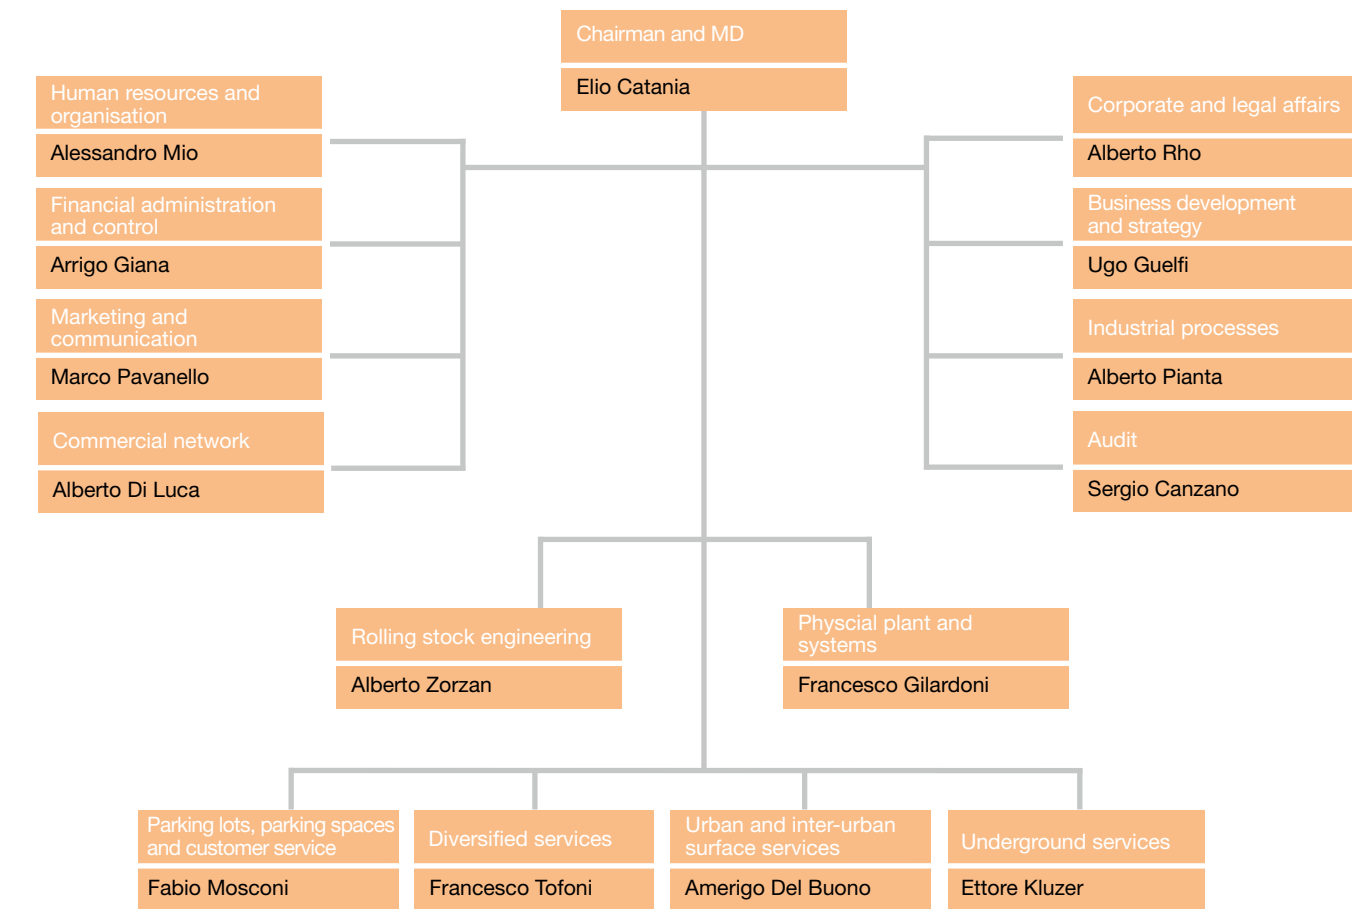 Chairman and MD
Elio Catania
Human resources and
organisation
Alessandro Mio
Financial administration
and control
Arrigo Giana
Marketing and
communication
Marco Pavanello
Commercial network
Alberto Di Luca
Corporate and legal affairs
Alberto Rho
Business development
and strategy
Ugo Guelfi
Industrial processes
Alberto Pianta
Audit
Sergio Canzano
Rolling stock engineering
Alberto Zorzan
Physcial plant and
systems
Francesco Gilardoni
Parking lots, parking spaces
and customer service
Fabio Mosconi
Diversified services
Francesco Tofoni
Urban and inter-urban
surface services
Amerigo Del Buono
Underground services
Ettore Kluzer